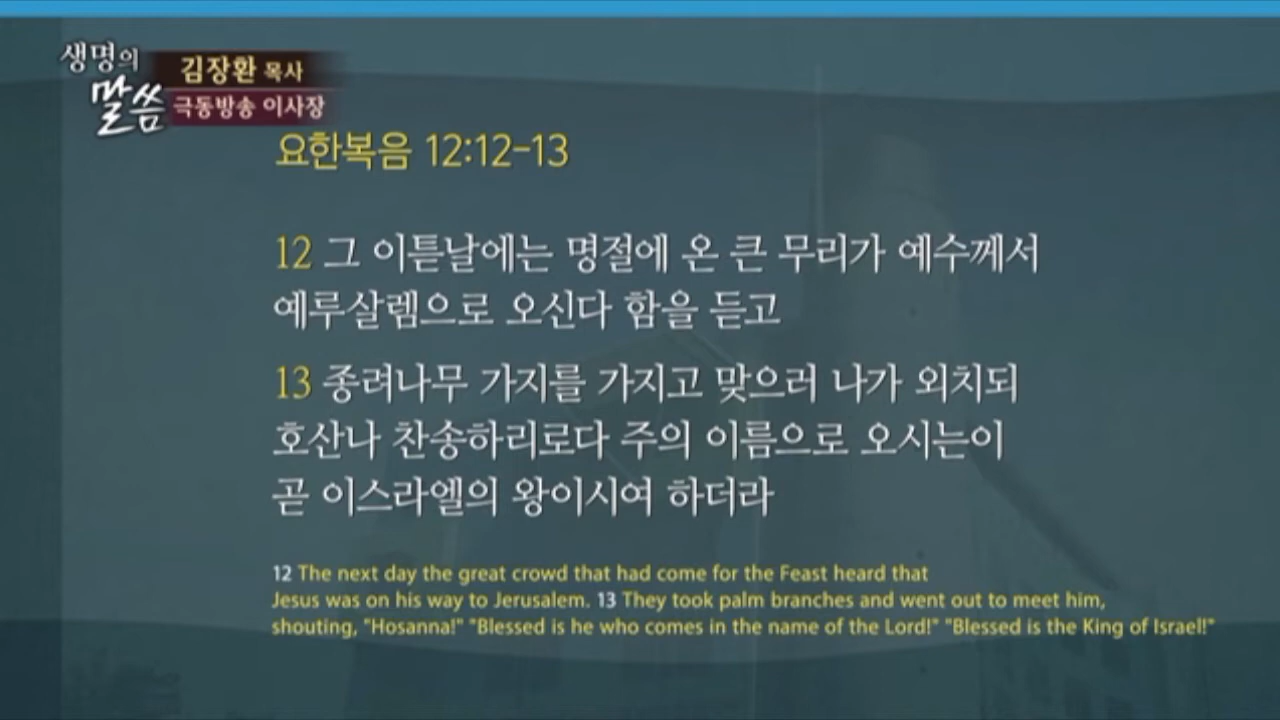 생명의
말씀
김장환 목사
극동방송 이사장
요한복음 12:12-13
12 그 이튿날에는 명절에 온 큰 무리가 예수께서
예루살렘으로 오신다 함을 듣고
13 종려나무 가지를 가지고 맞으러 나가 외치되
호산나 찬송하리로다 주의 이름으로 오시는이
곧 이스라엘의 왕이시여 하더라
12 The next day the great crowd that had come for the Feast heard that
Jesus was on his way to Jerusalem. 13 They took palm branches and went out to meet him,
shouting, "Hosanna!" "Blessed is he who comes in the name of the Lord!" "Blessed is the King of Israel!"